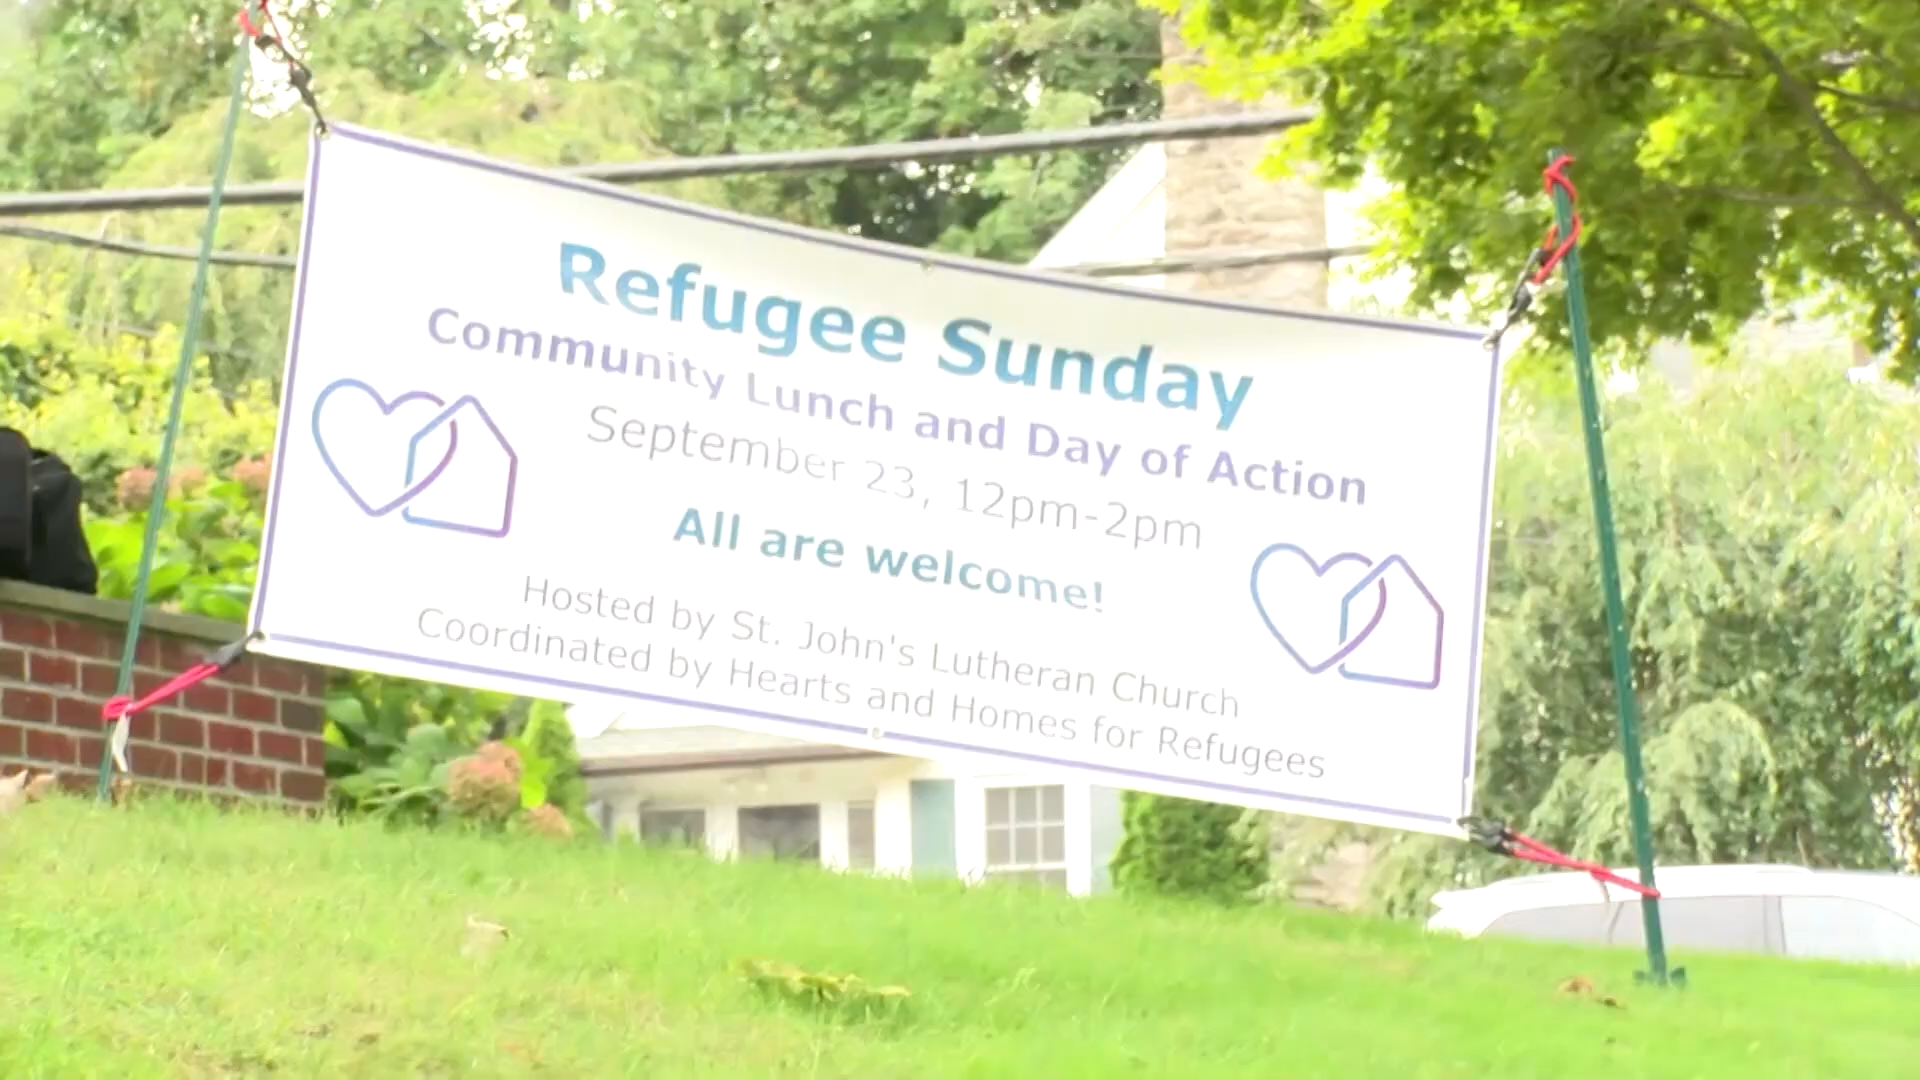 Refugee Sunday
Community Lunch and Day of Action
September 23, 12pm-2pm
All are welcome!
Hosted by St. John's Lutheran Church
Coordinated by Hearts and Homes for Refugees